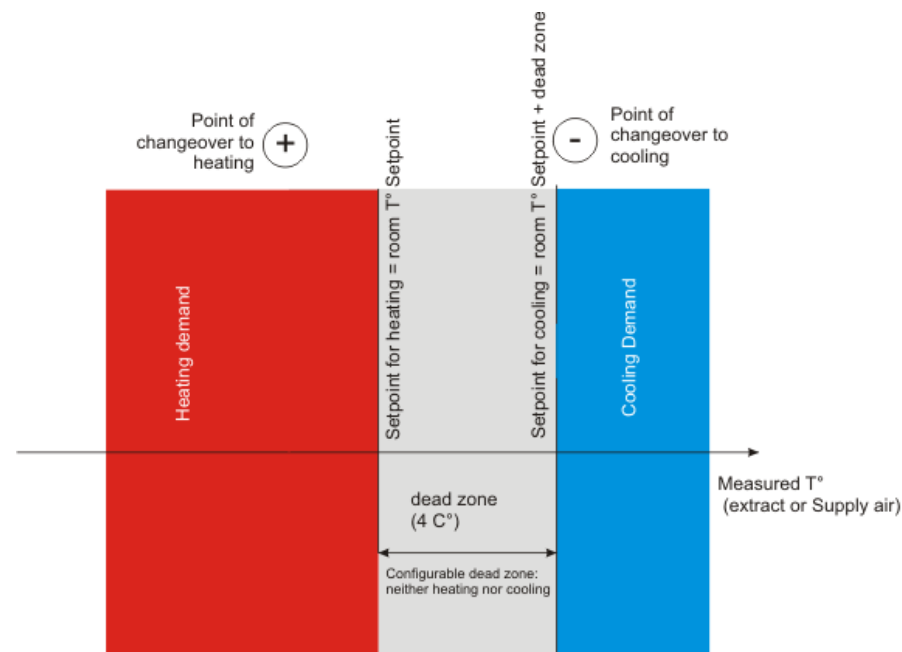 Point of
changeover to
heating
+
Setpoint for heating = room T° Setpoint
Setpoint for cooling = room T° Setpoint + dead zone
-
Point of
changeover to
cooling
Heating demand
Cooling Demand
Measured T°
(extract or Supply air)
dead zone
(4 C°)
Configurable dead zone:
neither heating nor cooling